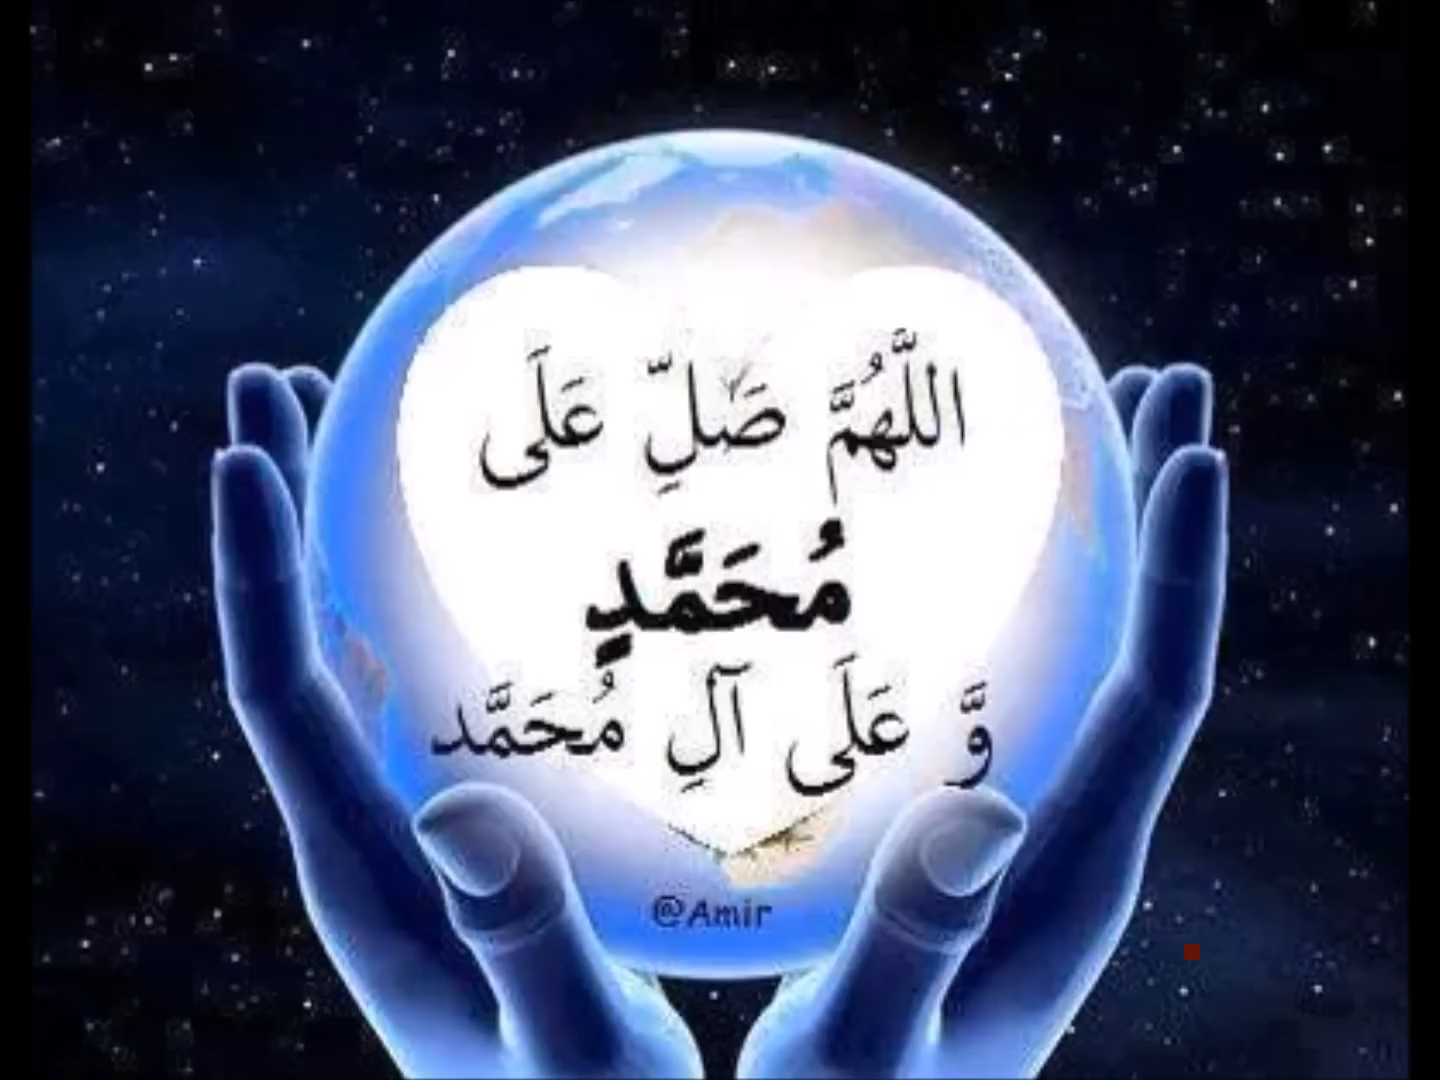 اللَّهُمَّ صَلِّ عَلَى
مُحَمَّدٍ
وَّ عَلَى آلِ مُحَمَّد
@Amir